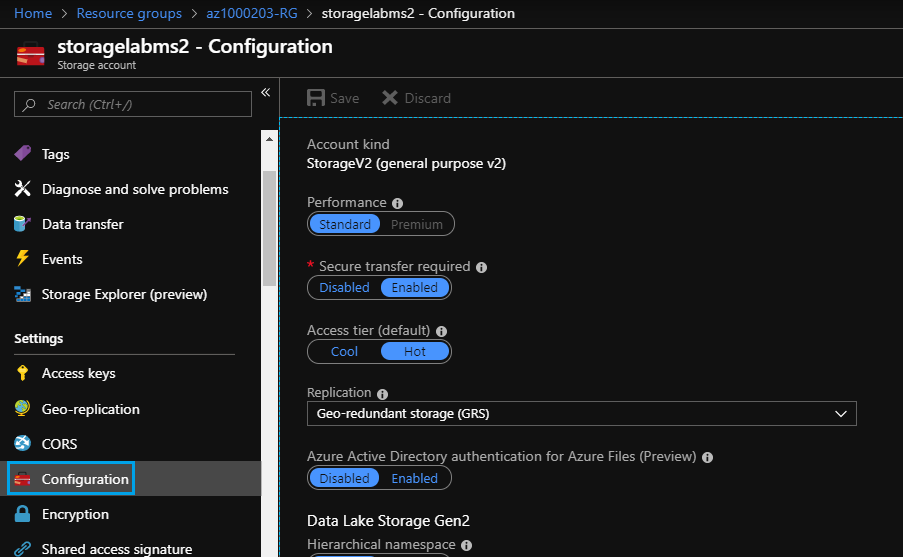 Home > Resource groups > az1000203-RG > storagelabms2 - Configuration
storagelabms2 - Configuration
Storage account
Search (Ctrl+/)
Tags
Diagnose and solve problems
Data transfer
Events
Storage Explorer (preview)
Settings
Access keys
Geo-replication
CORS
Configuration
Encryption
Shared access signature
Save Discard
Account kind
StorageV2 (general purpose v2)
Performance
Standard Premium
* Secure transfer required
Disabled Enabled
Access tier (default)
Cool Hot
Replication
Geo-redundant storage (GRS)
Azure Active Directory authentication for Azure Files (Preview)
Disabled Enabled
Data Lake Storage Gen2
Hierarchical namespace